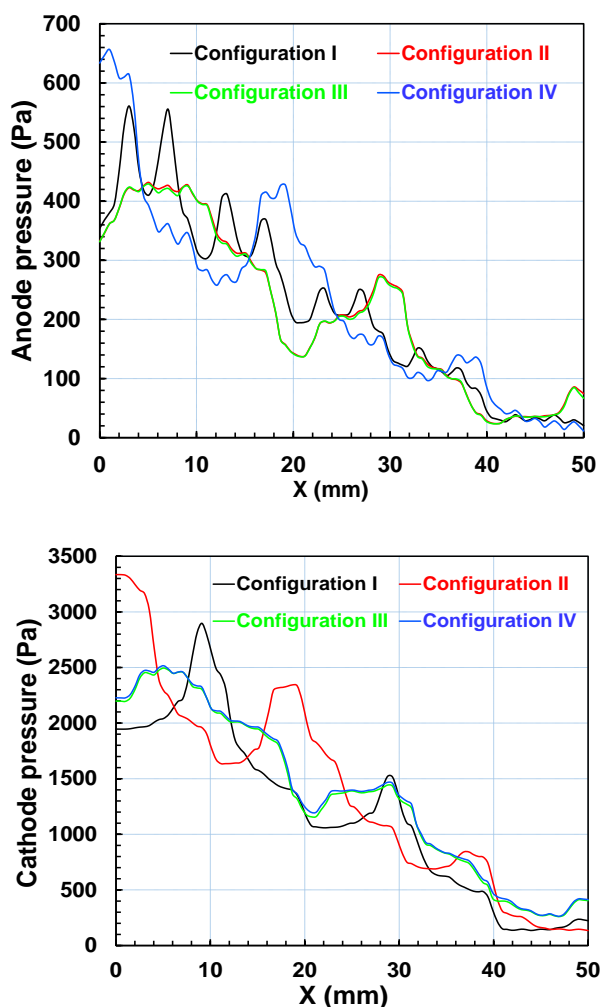 700
600
500
400
300
200
100
0
Anode pressure (Pa)
Configuration I
Configuration II
Configuration III
Configuration IV
0 10 20 30 40 50
X (mm)
3500
3000
2500
2000
1500
1000
500
0
Cathode pressure (Pa)
Configuration I
Configuration II
Configuration III
Configuration IV
0 10 20 30 40 50
X (mm)